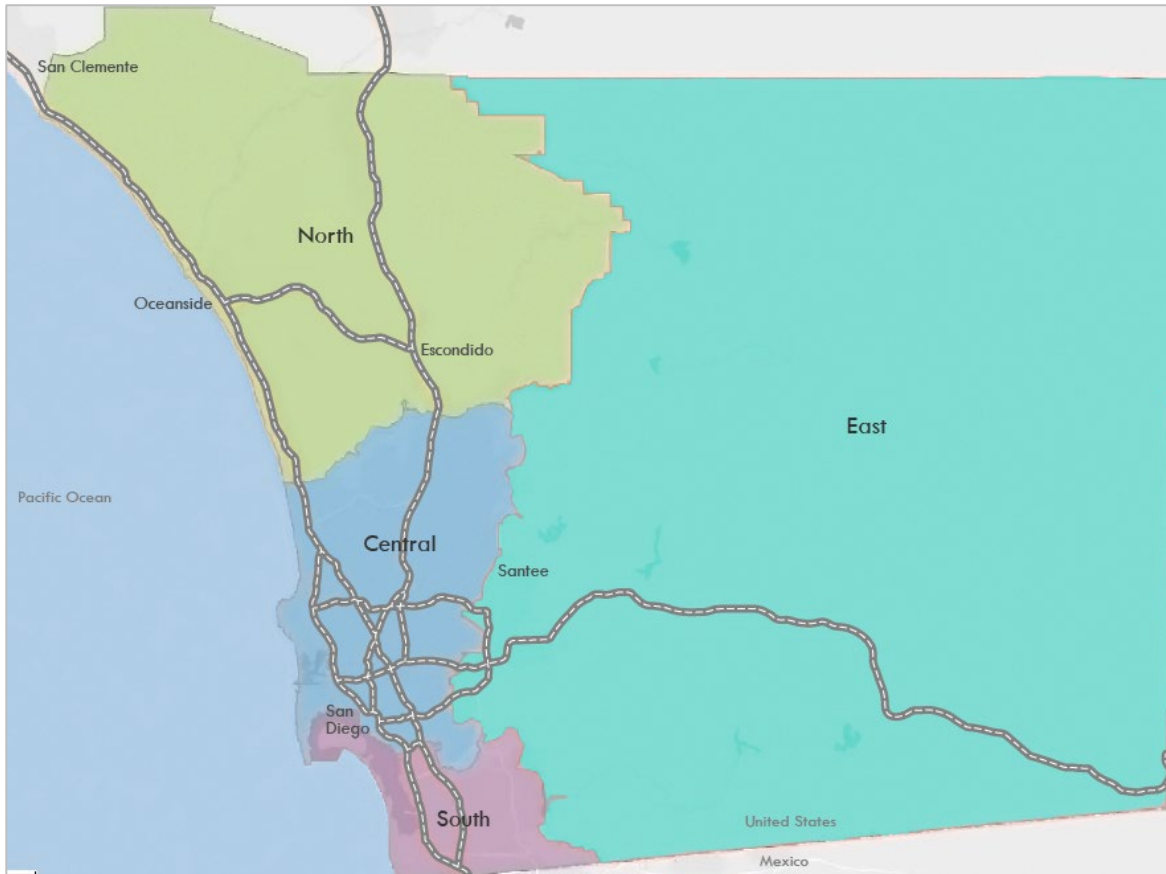 San Clemente
North
Oceanside
Escondido
East
Pacific Ocean
Central
Santee
San
Diego
South
United States
Mexico